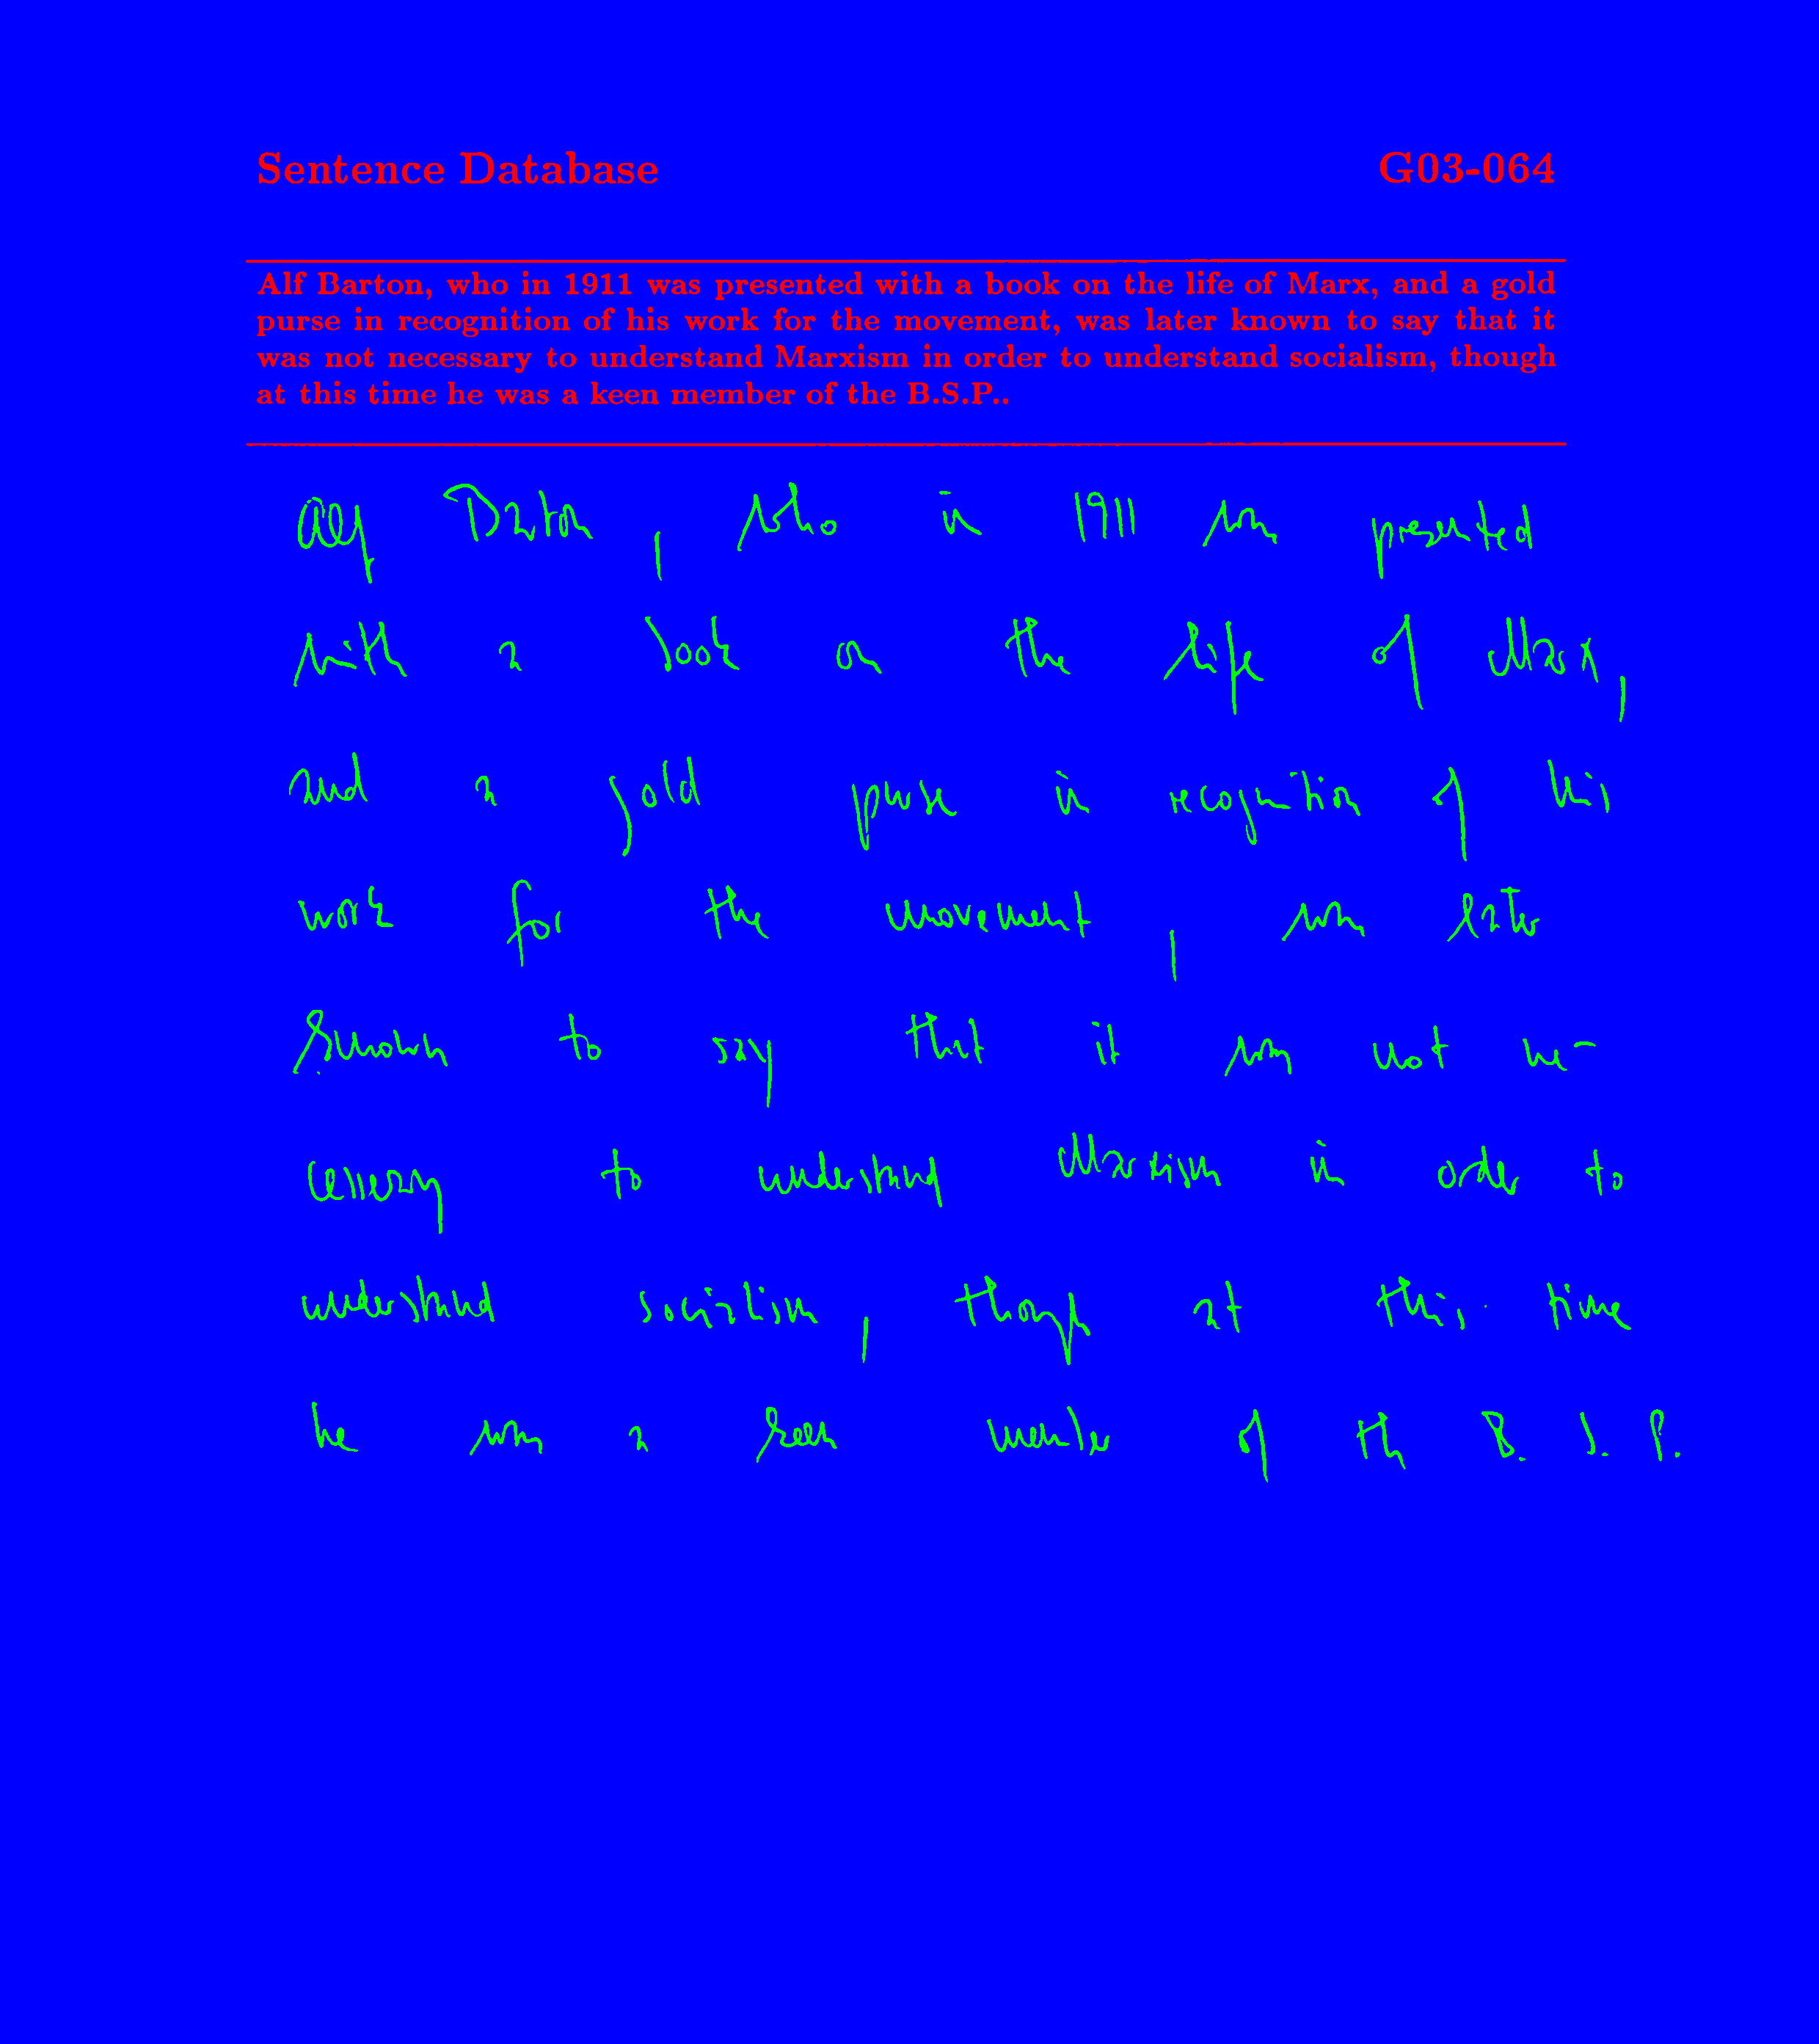 Sentence Database G03-064
Alf Barton, who in 1911 was presented with a book on the life of Marx, and a gold
purse in recognition of his work for the movement, was later known to say that it
was not necessary to understand Marxism in order to understand socialism, though
at this time he was a keen member of the B.S.P..
Alf Barton, who in 1911 was presented
with a book on the life of Marx,
and a gold purse in recognition of his
work for the movement, was later
known to say that it was not ne-
cessary to understand Marxism in order to
understand socialism, though at this time
he was a keen member of the B. S. P.